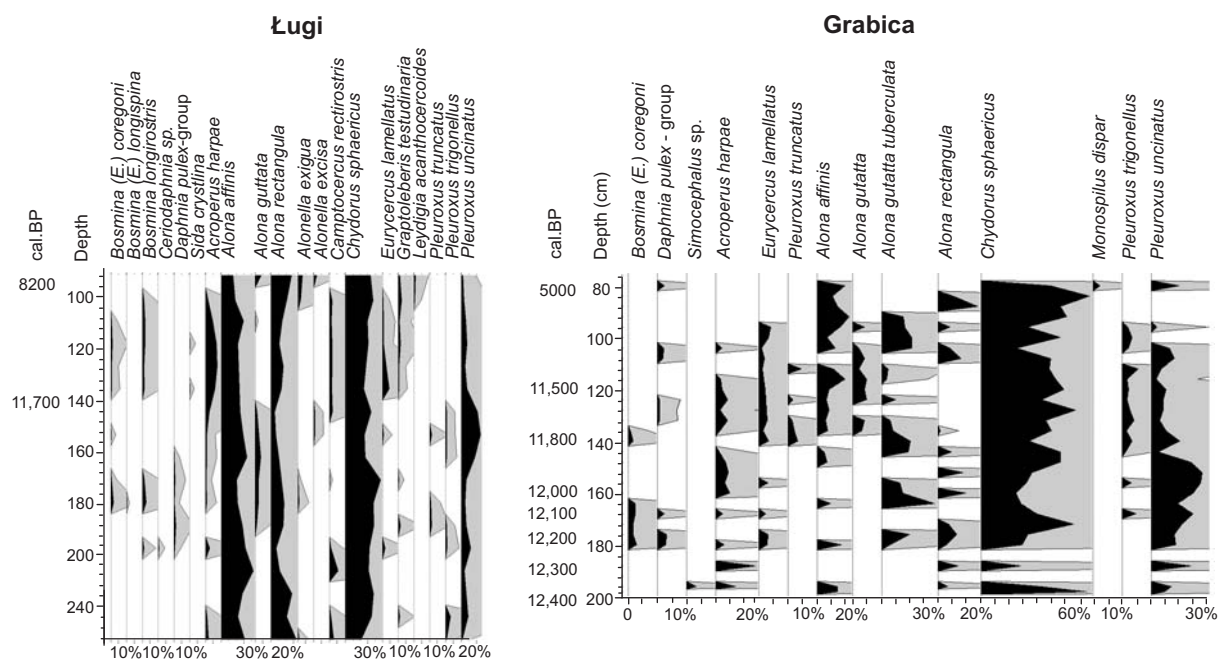 Ługi
cal.BP
Depth
Bosmina (E.) coregoni
Bosmina (E.) longispina
Bosmina longirostris
Ceriodaphnia sp.
Daphnia pulex-group
Sida crystlina
Acroperus harpae
Alona affinis
Alona guttata
Alona rectangula
Alonella exigua
Alonella excisa
Camptocercus rectirostris
Chydorus sphaericus
Eurycercus lamellatus
Graptoleberis testudinaria
Leydigia acanthocercoides
Pleuroxus truncatus
Pleuroxus trigonellus
Pleuroxus uncinatus
8200
11,700
100
120
140
160
180
200
240
10%10%10% 30% 20% 30%10%10% 20%
Grabica
cal.BP
Depth (cm)
Bosmina (E.) coregoni
Daphnia pulex - group
Simocephalus sp.
Acroperus harpae
Eurycercus lamellatus
Pleuroxus truncatus
Alona affinis
Alona gutatta
Alona gutatta tuberculata
Alona rectangula
Chydorus sphaericus
Monospilus dispar
Pleuroxus trigonellus
Pleuroxus uncinatus
5000
11,500
11,800
12,000
12,100
12,200
12,300
12,400
80
100
120
140
160
180
200
0 10% 20% 10% 20% 20% 30% 20% 60% 10% 30%